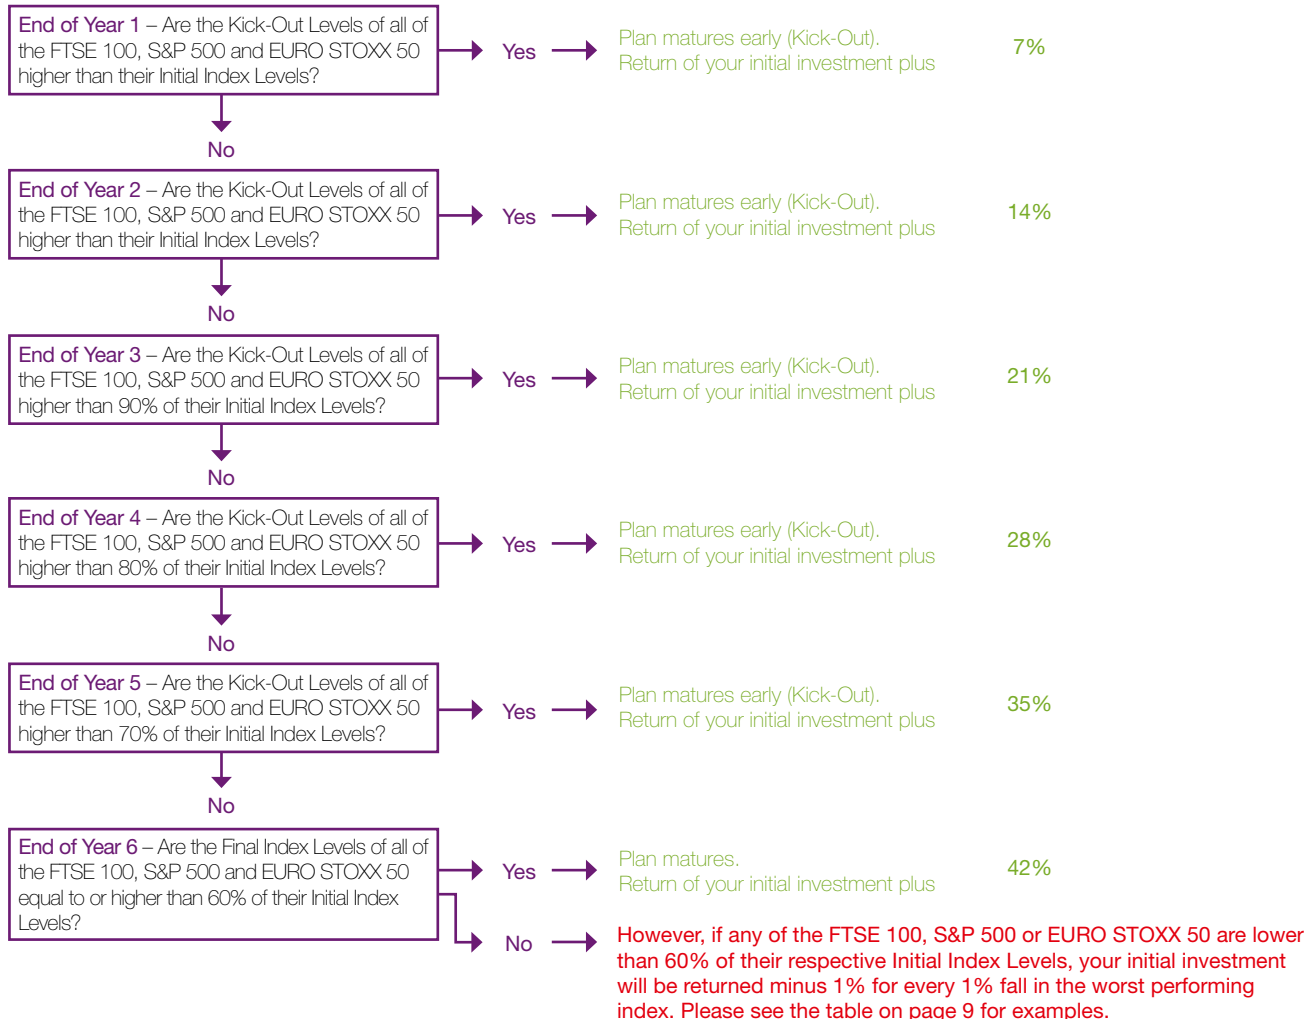 End of Year 1 – Are the Kick-Out Levels of all of
the FTSE 100, S&P 500 and EURO STOXX 50
higher than their Initial Index Levels?
Yes
Plan matures early (Kick-Out).
Return of your initial investment plus
7%
No
End of Year 2 – Are the Kick-Out Levels of all of
the FTSE 100, S&P 500 and EURO STOXX 50
higher than their Initial Index Levels?
Yes
Plan matures early (Kick-Out).
Return of your initial investment plus
14%
No
End of Year 3 – Are the Kick-Out Levels of all of
the FTSE 100, S&P 500 and EURO STOXX 50
higher than 90% of their Initial Index Levels?
Yes
Plan matures early (Kick-Out).
Return of your initial investment plus
21%
No
End of Year 4 – Are the Kick-Out Levels of all of
the FTSE 100, S&P 500 and EURO STOXX 50
higher than 80% of their Initial Index Levels?
Yes
Plan matures early (Kick-Out).
Return of your initial investment plus
28%
No
End of Year 5 – Are the Kick-Out Levels of all of
the FTSE 100, S&P 500 and EURO STOXX 50
higher than 70% of their Initial Index Levels?
Yes
Plan matures early (Kick-Out).
Return of your initial investment plus
35%
No
End of Year 6 – Are the Final Index Levels of all of
the FTSE 100, S&P 500 and EURO STOXX 50
equal to or higher than 60% of their Initial Index
Levels?
Yes
Plan matures.
Return of your initial investment plus
42%
No
However, if any of the FTSE 100, S&P 500 or EURO STOXX 50 are lower
than 60% of their respective Initial Index Levels, your initial investment
will be returned minus 1% for every 1% fall in the worst performing
index. Please see the table on page 9 for examples.